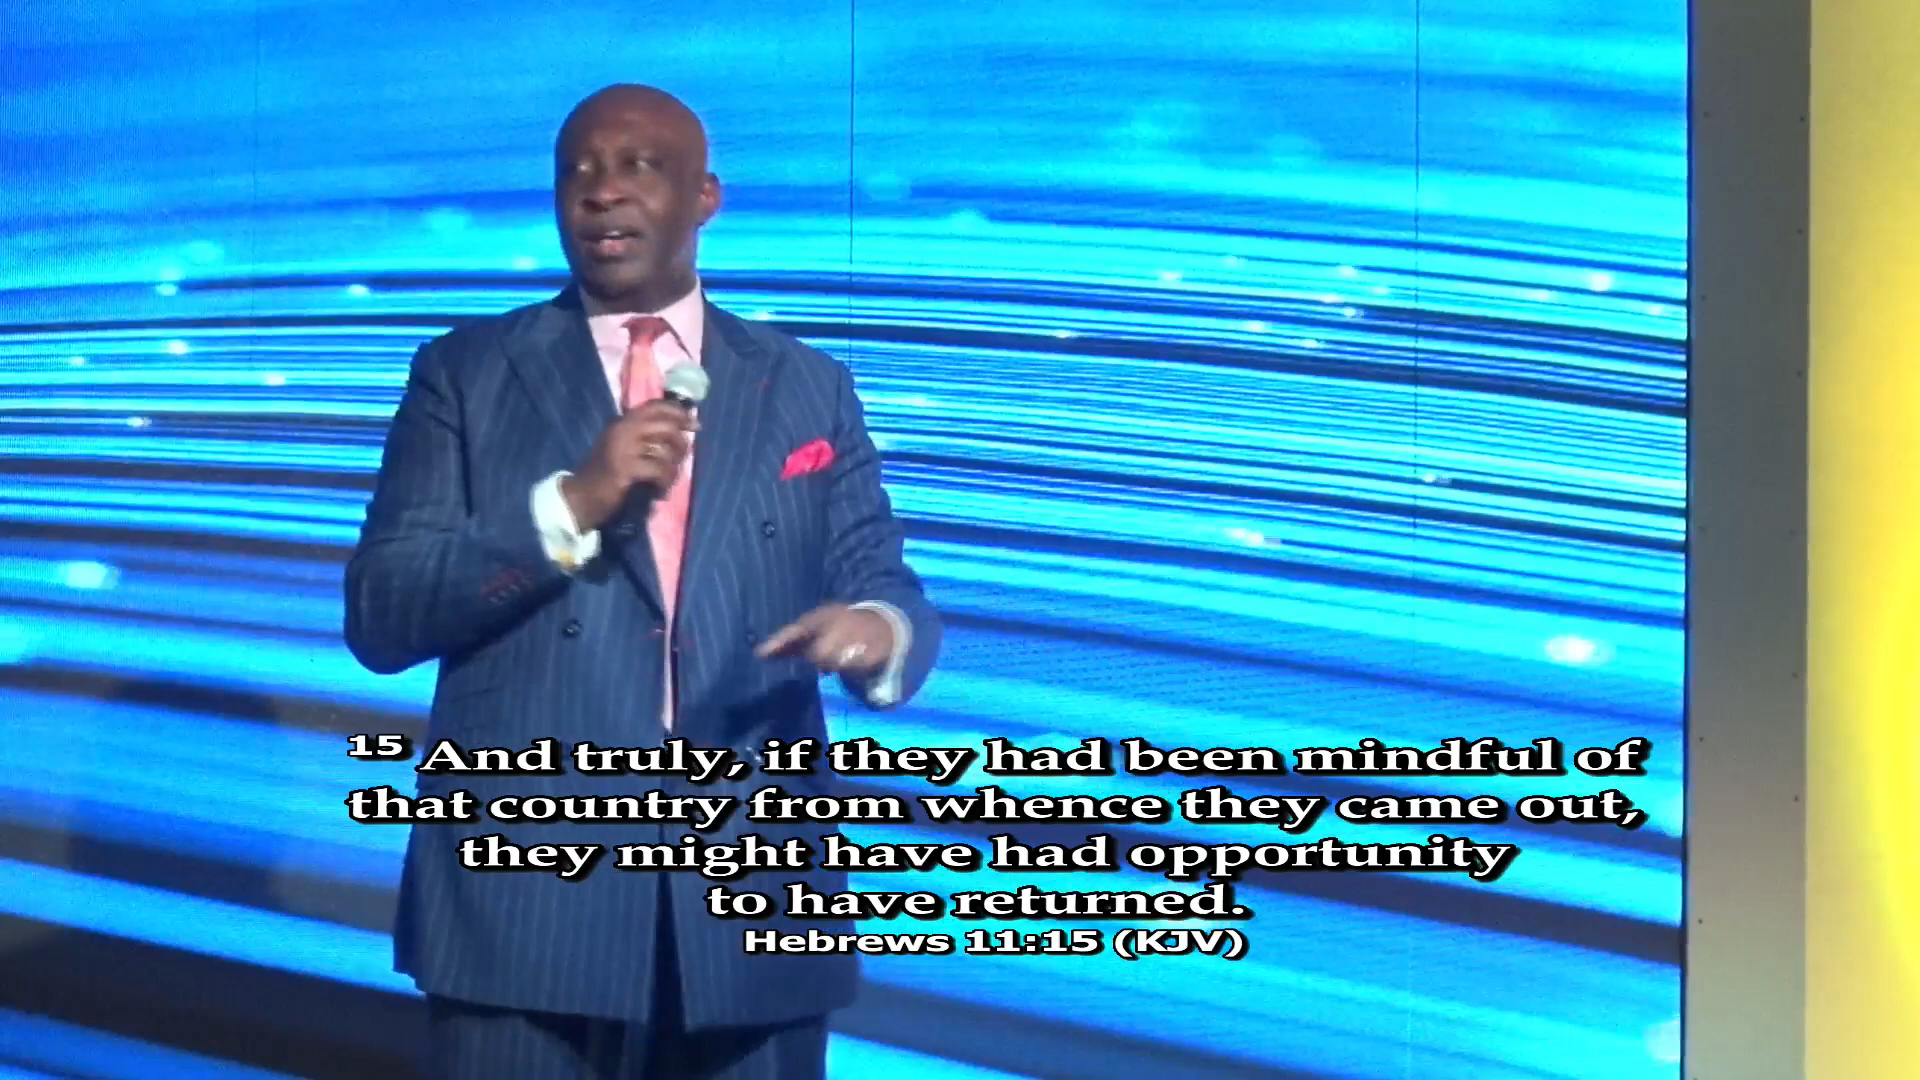 15 And truly, if they had been mindful of
that country from whence they came out,
they might have had opportunity
to have returned.
Hebrews 11:15 (KJV)